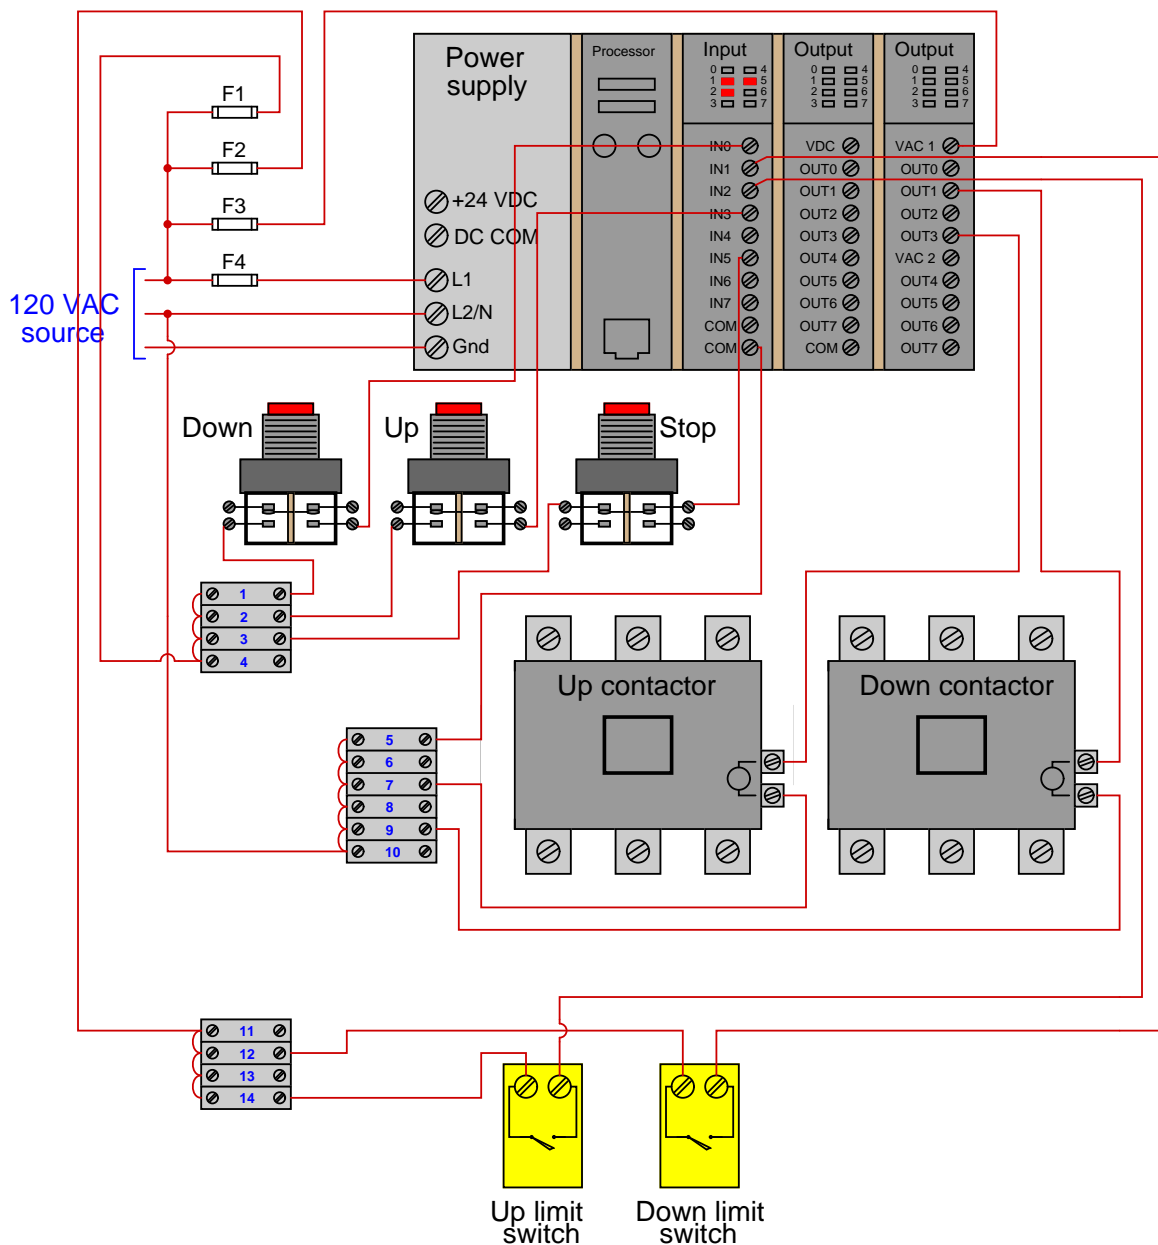 F1
F2
F3
F4
120 VAC
source
Power
supply
+24 VDC
DC COM
L1
L2/N
Gnd
Processor
Input
0 4
1 5
2 6
3 7
IN0
IN1
IN2
IN3
IN4
IN5
IN6
IN7
COM
COM
Output
0 4
1 5
2 6
3 7
VDC
OUT0
OUT1
OUT2
OUT3
OUT4
OUT5
OUT6
OUT7
COM
Output
0 4
1 5
2 6
3 7
VAC 1
OUT0
OUT1
OUT2
OUT3
VAC 2
OUT4
OUT5
OUT6
OUT7
Down
Up
Stop
1
2
3
4
5
6
7
8
9
10
Up contactor
Down contactor
11
12
13
14
Up limit
switch
Down limit
switch